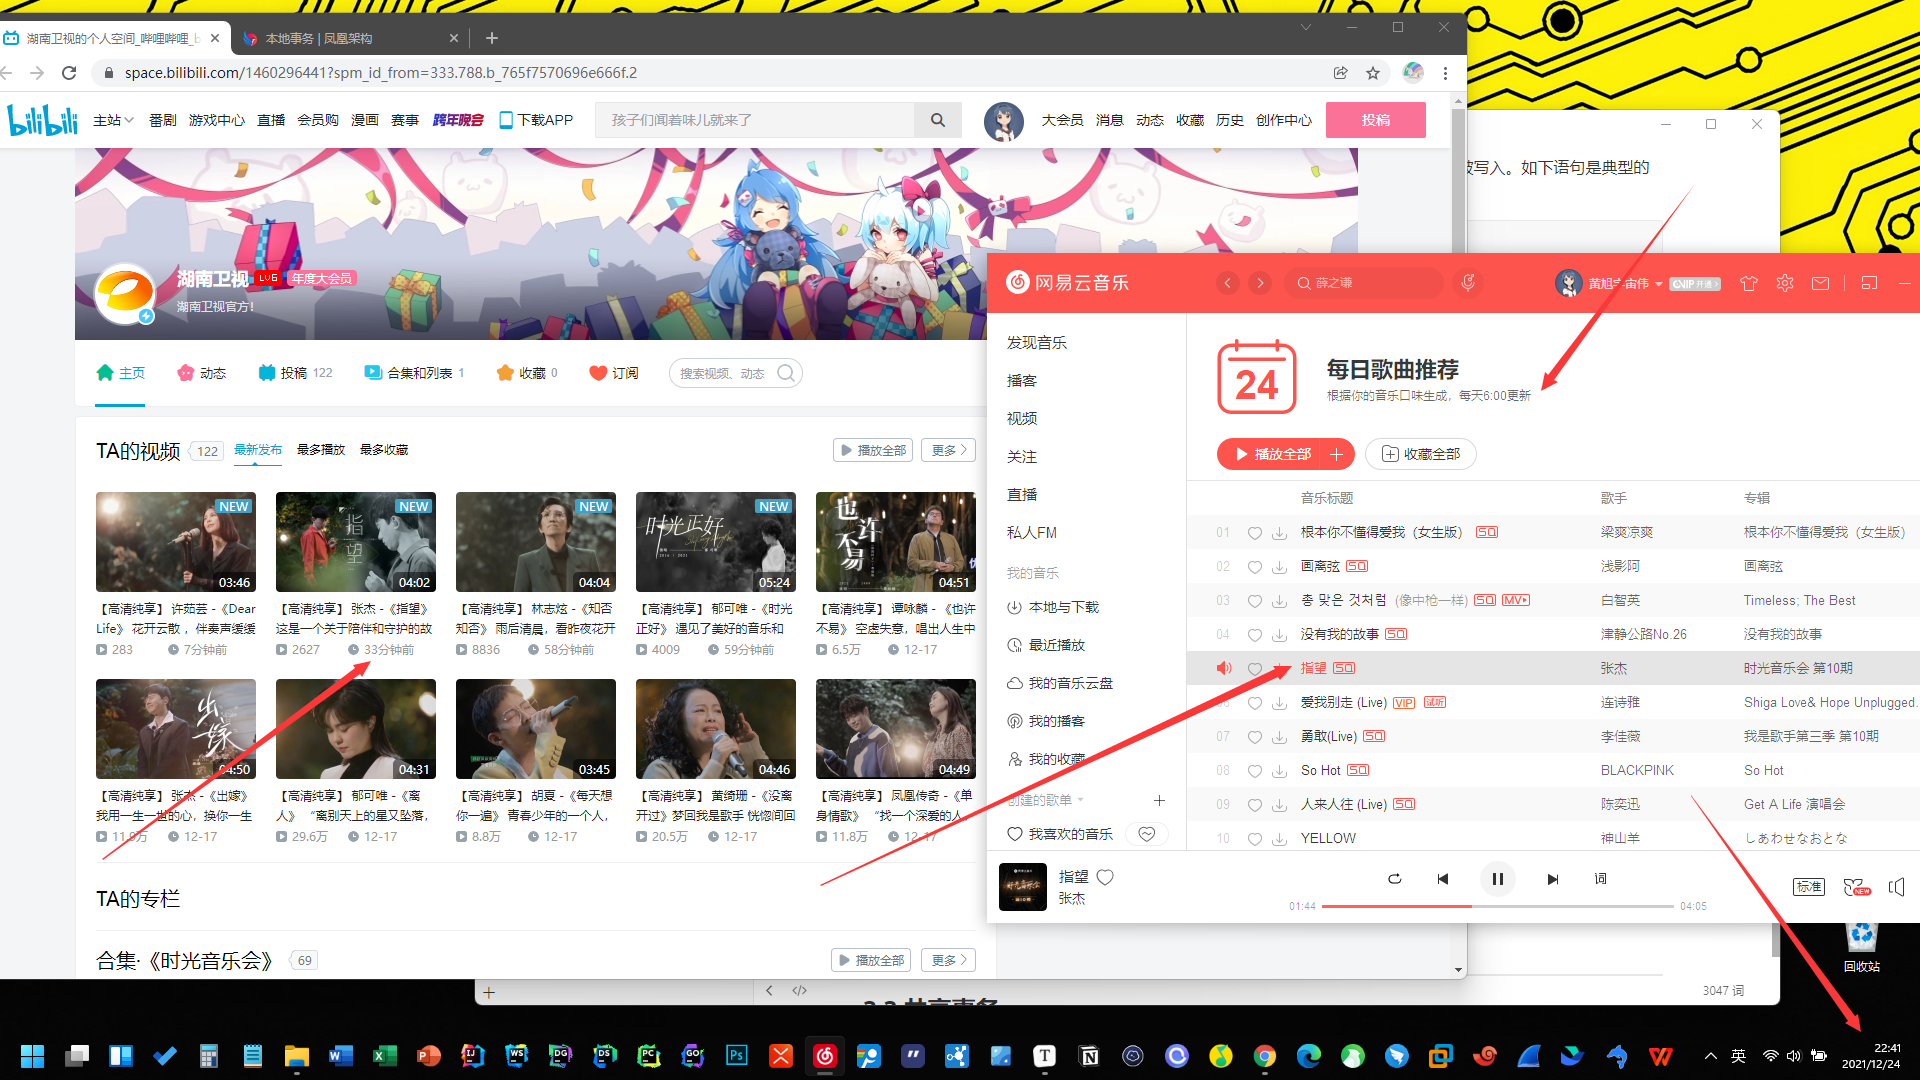 湖南卫视的个人空间_哔哩哔哩_b
本地事务 | 凤凰架构
space.bilibili.com/1460296441?spm_id_from=333.788.b_765f7570696e666f.2
bilibili
主站
番剧
游戏中心
直播
会员购
漫画
赛事
跨年晚会
下载APP
孩子们闻着味儿就来了
大会员
消息
动态
收藏
历史
创作中心
投稿
湖南卫视
LV6
年度大会员
湖南卫视官方！
主页
动态
投稿 122
合集和列表 1
收藏 0
订阅
搜索视频、动态
TA的视频 122
最新发布
最多播放
最多收藏
播放全部
更多
NEW
03:46
【高清纯享】 许茹芸 -《Dear
Life》 花开云散 ，伴奏声缓缓
283
7分钟前
NEW
指望
04:02
【高清纯享】 张杰 -《指望》
这是一个关于陪伴和守护的故
2627
33分钟前
NEW
04:04
【高清纯享】 林志炫 -《知否
知否》 雨后清晨，看昨夜花开
8836
58分钟前
NEW
时光正好
05:24
【高清纯享】 郁可唯 -《时光
正好》 遇见了美好的音乐和
4009
59分钟前
也许不易
04:51
【高清纯享】 谭咏麟 -《也许
不易》 空虚失意，唱出人生中
6.5万
12-17
出嫁
04:50
【高清纯享】 张杰 -《出嫁》
我用一生一世的心，换你一生
11.9万
12-17
04:31
【高清纯享】 郁可唯 -《离
人》 “离别天上的星又坠落，
29.6万
12-17
03:45
【高清纯享】 胡夏 -《每天想
你一遍》 青春少年的一个人，
8.8万
12-17
04:46
【高清纯享】 黄绮珊 -《没离
开过》梦回我是歌手 恍惚间回
20.5万
12-17
04:49
【高清纯享】 凤凰传奇 -《单
身情歌》 “找一个深爱的人，
11.8万
12-17
TA的专栏
合集·《时光音乐会》 69
播放全部
更多
被写入。如下语句是典型的
网易云音乐
薛之谦
VIP开通
发现音乐
播客
视频
关注
直播
私人FM
我的音乐
本地与下载
最近播放
我的音乐云盘
我的播客
我的收藏
创建的歌单
我喜欢的音乐
24
每日歌曲推荐
根据你的音乐口味生成，每天6:00更新
播放全部
收藏全部
音乐标题 歌手 专辑
01 根本你不懂得爱我（女生版） SQ 梁爽凉爽 根本你不懂得爱我（女生版）
02 画离弦 SQ 浅影阿 画离弦
03 총 맞은 것처럼 （像中枪一样） SQ MV 白智英 Timeless; The Best
04 没有我的故事 SQ 津静公路No.26 没有我的故事
指望 SQ 张杰 时光音乐会 第10期
06 爱我别走 (Live) VIP 试听 连诗雅 Shiga Love& Hope Unplugged.
07 勇敢(Live) SQ 李佳薇 我是歌手第三季 第10期
08 So Hot SQ BLACKPINK So Hot
09 人来人往 (Live) SQ 陈奕迅 Get A Life 演唱会
10 YELLOW 神山羊 しあわせなおとな
指望
张杰
01:44
04:05
词
标准
NEW
回收站
3047 词
英
22:41
2021/12/24